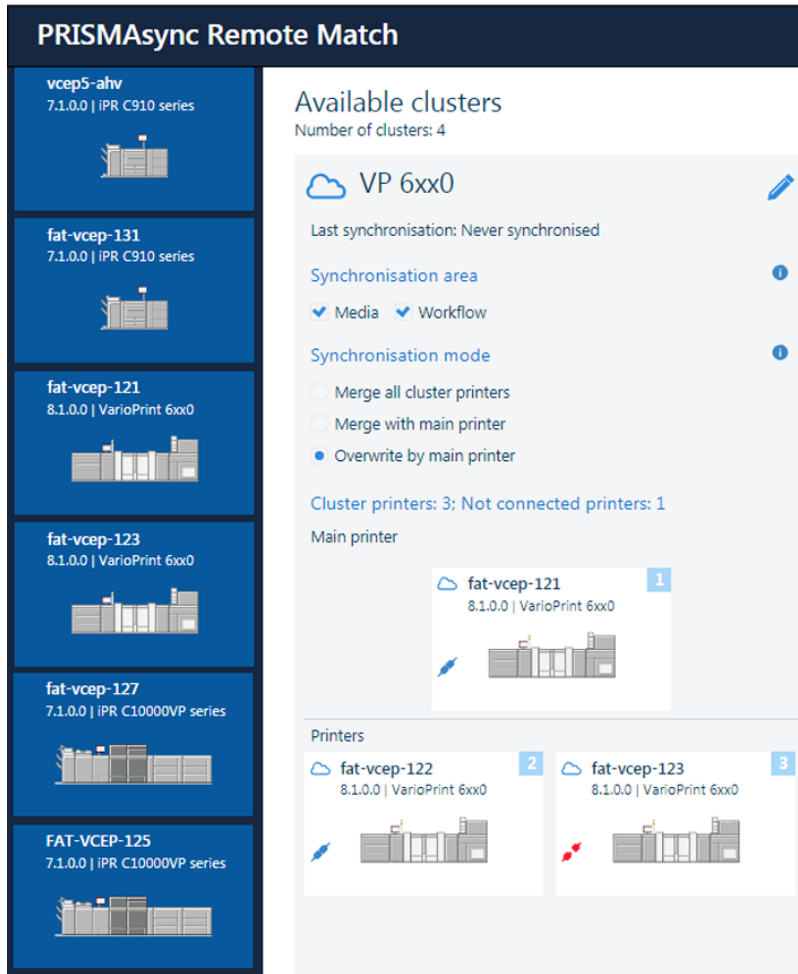 PRISMAsync Remote Match
vcep5-ahv
7.1.0.0 | iPR C910 series
fat-vcep-131
7.1.0.0 | iPR C910 series
fat-vcep-121
8.1.0.0 | VarioPrint 6xx0
fat-vcep-123
8.1.0.0 | VarioPrint 6xx0
fat-vcep-127
7.1.0.0 | iPR C10000VP series
FAT-VCEP-125
7.1.0.0 | iPR C10000VP series
Available clusters
Number of clusters: 4
VP 6xx0
Last synchronisation: Never synchronised
Synchronisation area
Media Workflow
Synchronisation mode
Merge all cluster printers
Merge with main printer
Overwrite by main printer
Cluster printers: 3; Not connected printers: 1
Main printer
fat-vcep-121 1
8.1.0.0 | VarioPrint 6xx0
Printers
fat-vcep-122 2
8.1.0.0 | VarioPrint 6xx0
fat-vcep-123 3
8.1.0.0 | VarioPrint 6xx0